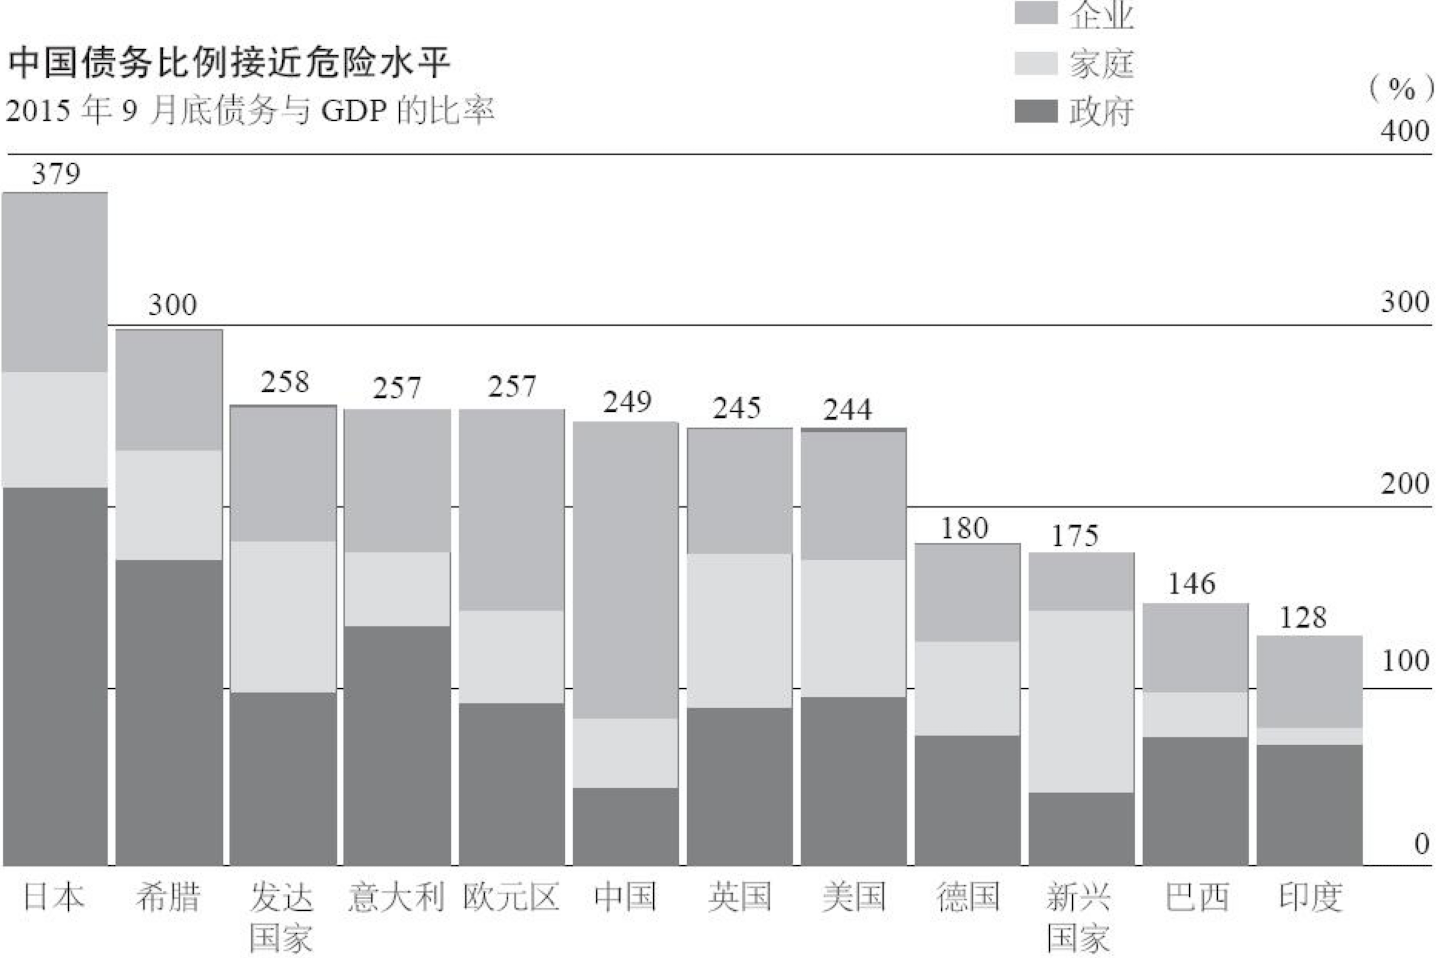 中国债务比例接近危险水平
2015 年 9 月底债务与 GDP 的比率
企业
家庭
政府
（%）
400
300
200
100
0
379
300
258
257
257
249
245
244
180
175
146
128
日本
希腊
发达
国家
意大利
欧元区
中国
英国
美国
德国
新兴
国家
巴西
印度